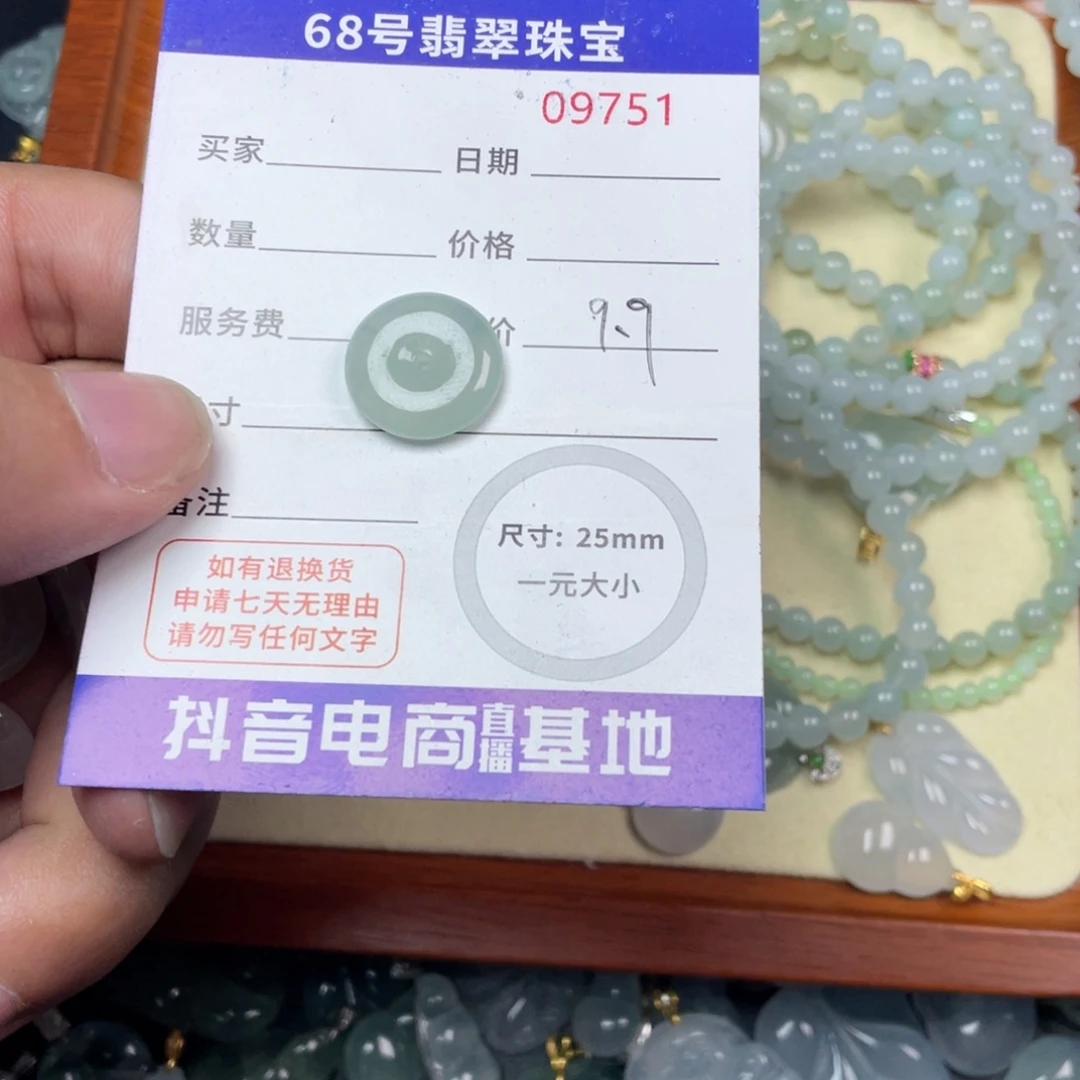 68号翡翠珠宝
09751
买家 日期
数量 价格
服务费 价 9.9
寸
备注
尺寸: 25mm
一元大小
如有退换货
申请七天无理由
请勿写任何文字
抖音电商直播基地